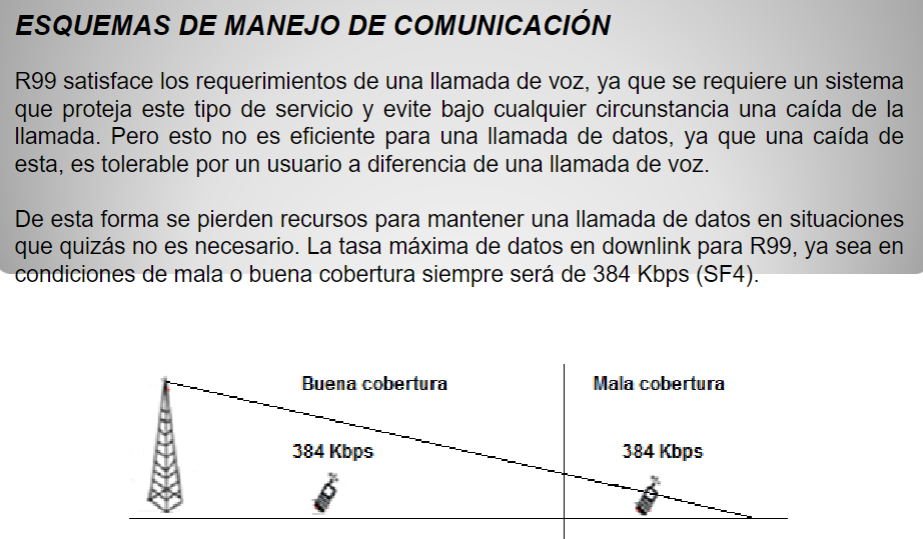 ESQUEMAS DE MANEJO DE COMUNICACIÓN
R99 satisface los requerimientos de una llamada de voz, ya que se requiere un sistema
que proteja este tipo de servicio y evite bajo cualquier circunstancia una caída de la
llamada. Pero esto no es eficiente para una llamada de datos, ya que una caída de
esta, es tolerable por un usuario a diferencia de una llamada de voz.
De esta forma se pierden recursos para mantener una llamada de datos en situaciones
que quizás no es necesario. La tasa máxima de datos en downlink para R99, ya sea en
condiciones de mala o buena cobertura siempre será de 384 Kbps (SF4).
Buena cobertura
Mala cobertura
384 Kbps
384 Kbps